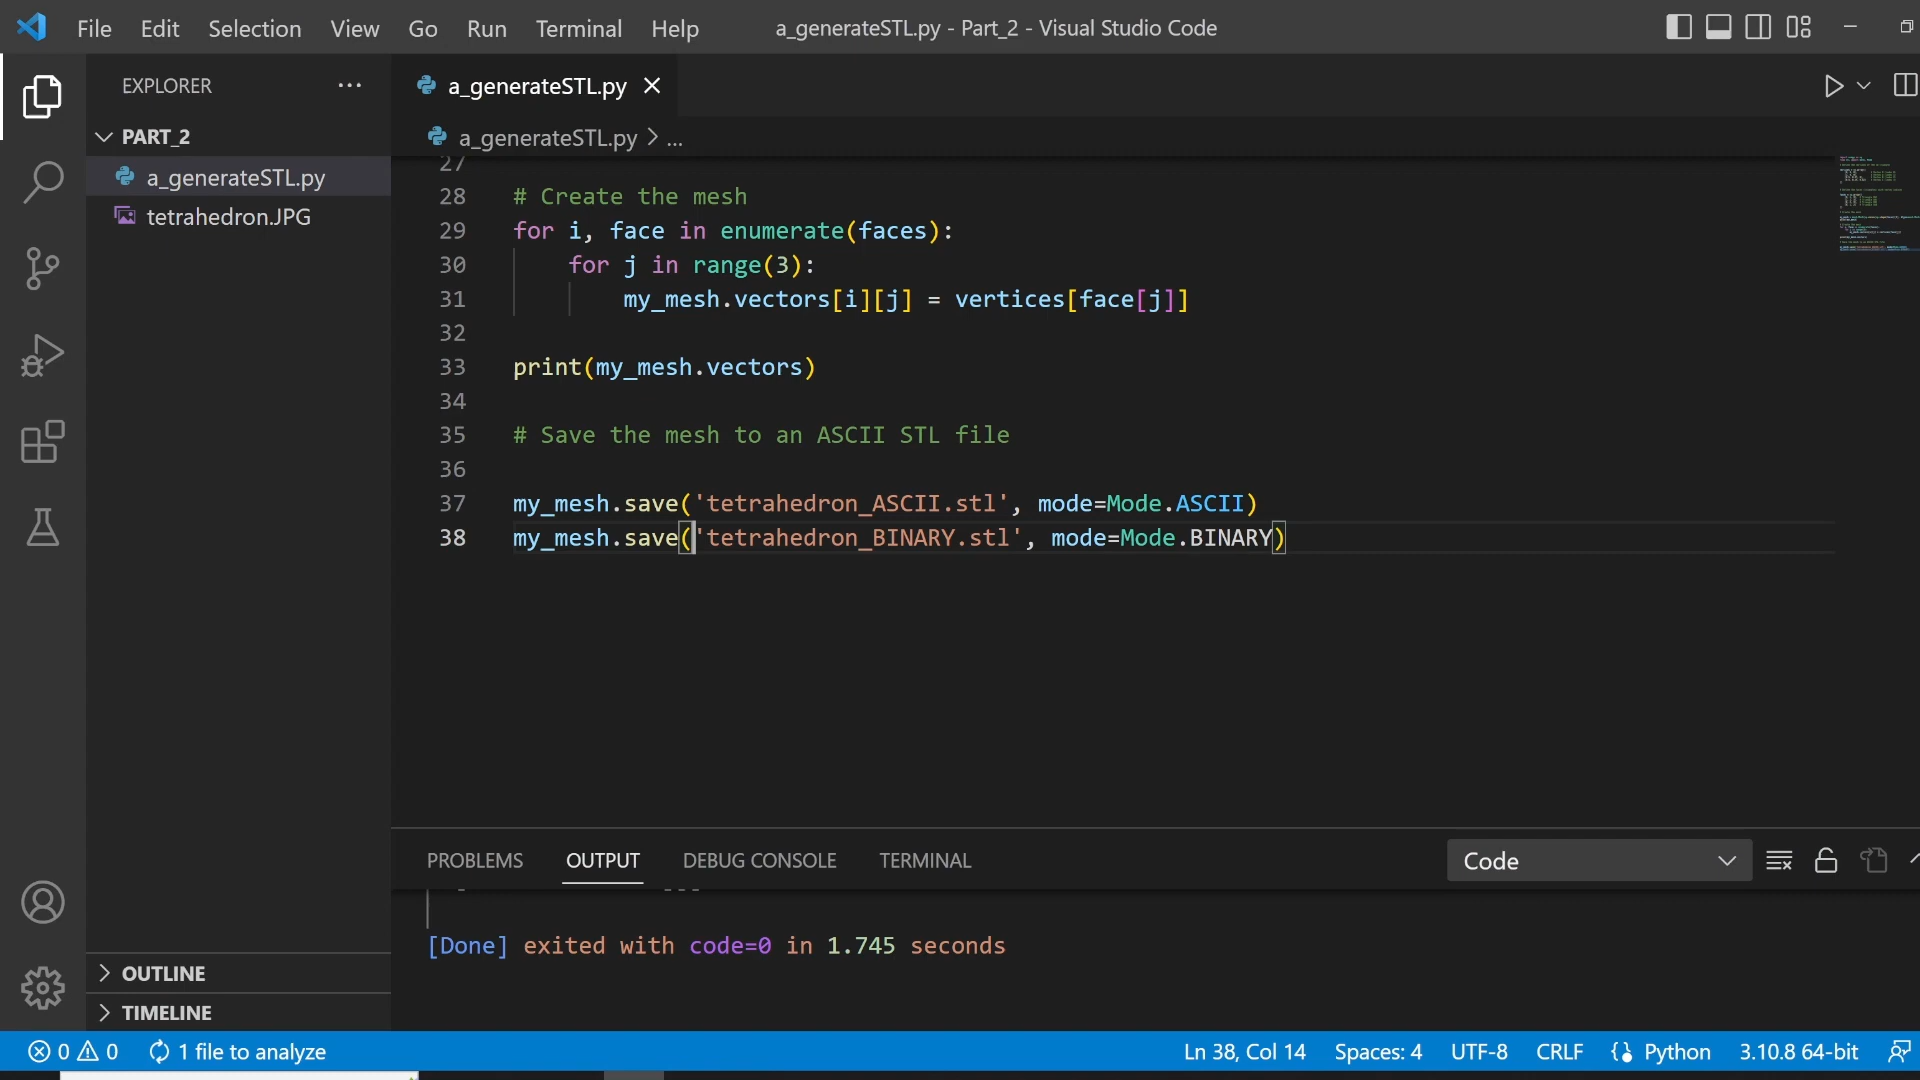 File Edit Selection View Go Run Terminal Help a_generateSTL.py - Part_2 - Visual Studio Code
EXPLORER ...
a_generateSTL.py
PART_2
a_generateSTL.py > ...
a_generateSTL.py
tetrahedron.JPG
27
28 # Create the mesh
29 for i, face in enumerate(faces):
30 for j in range(3):
31 my_mesh.vectors[i][j] = vertices[face[j]]
32
33 print(my_mesh.vectors)
34
35 # Save the mesh to an ASCII STL file
36
37 my_mesh.save('tetrahedron_ASCII.stl', mode=Mode.ASCII)
38 my_mesh.save('tetrahedron_BINARY.stl', mode=Mode.BINARY)
PROBLEMS OUTPUT DEBUG CONSOLE TERMINAL Code
[Done] exited with code=0 in 1.745 seconds
OUTLINE
TIMELINE
0 0 1 file to analyze Ln 38, Col 14 Spaces: 4 UTF-8 CRLF Python 3.10.8 64-bit